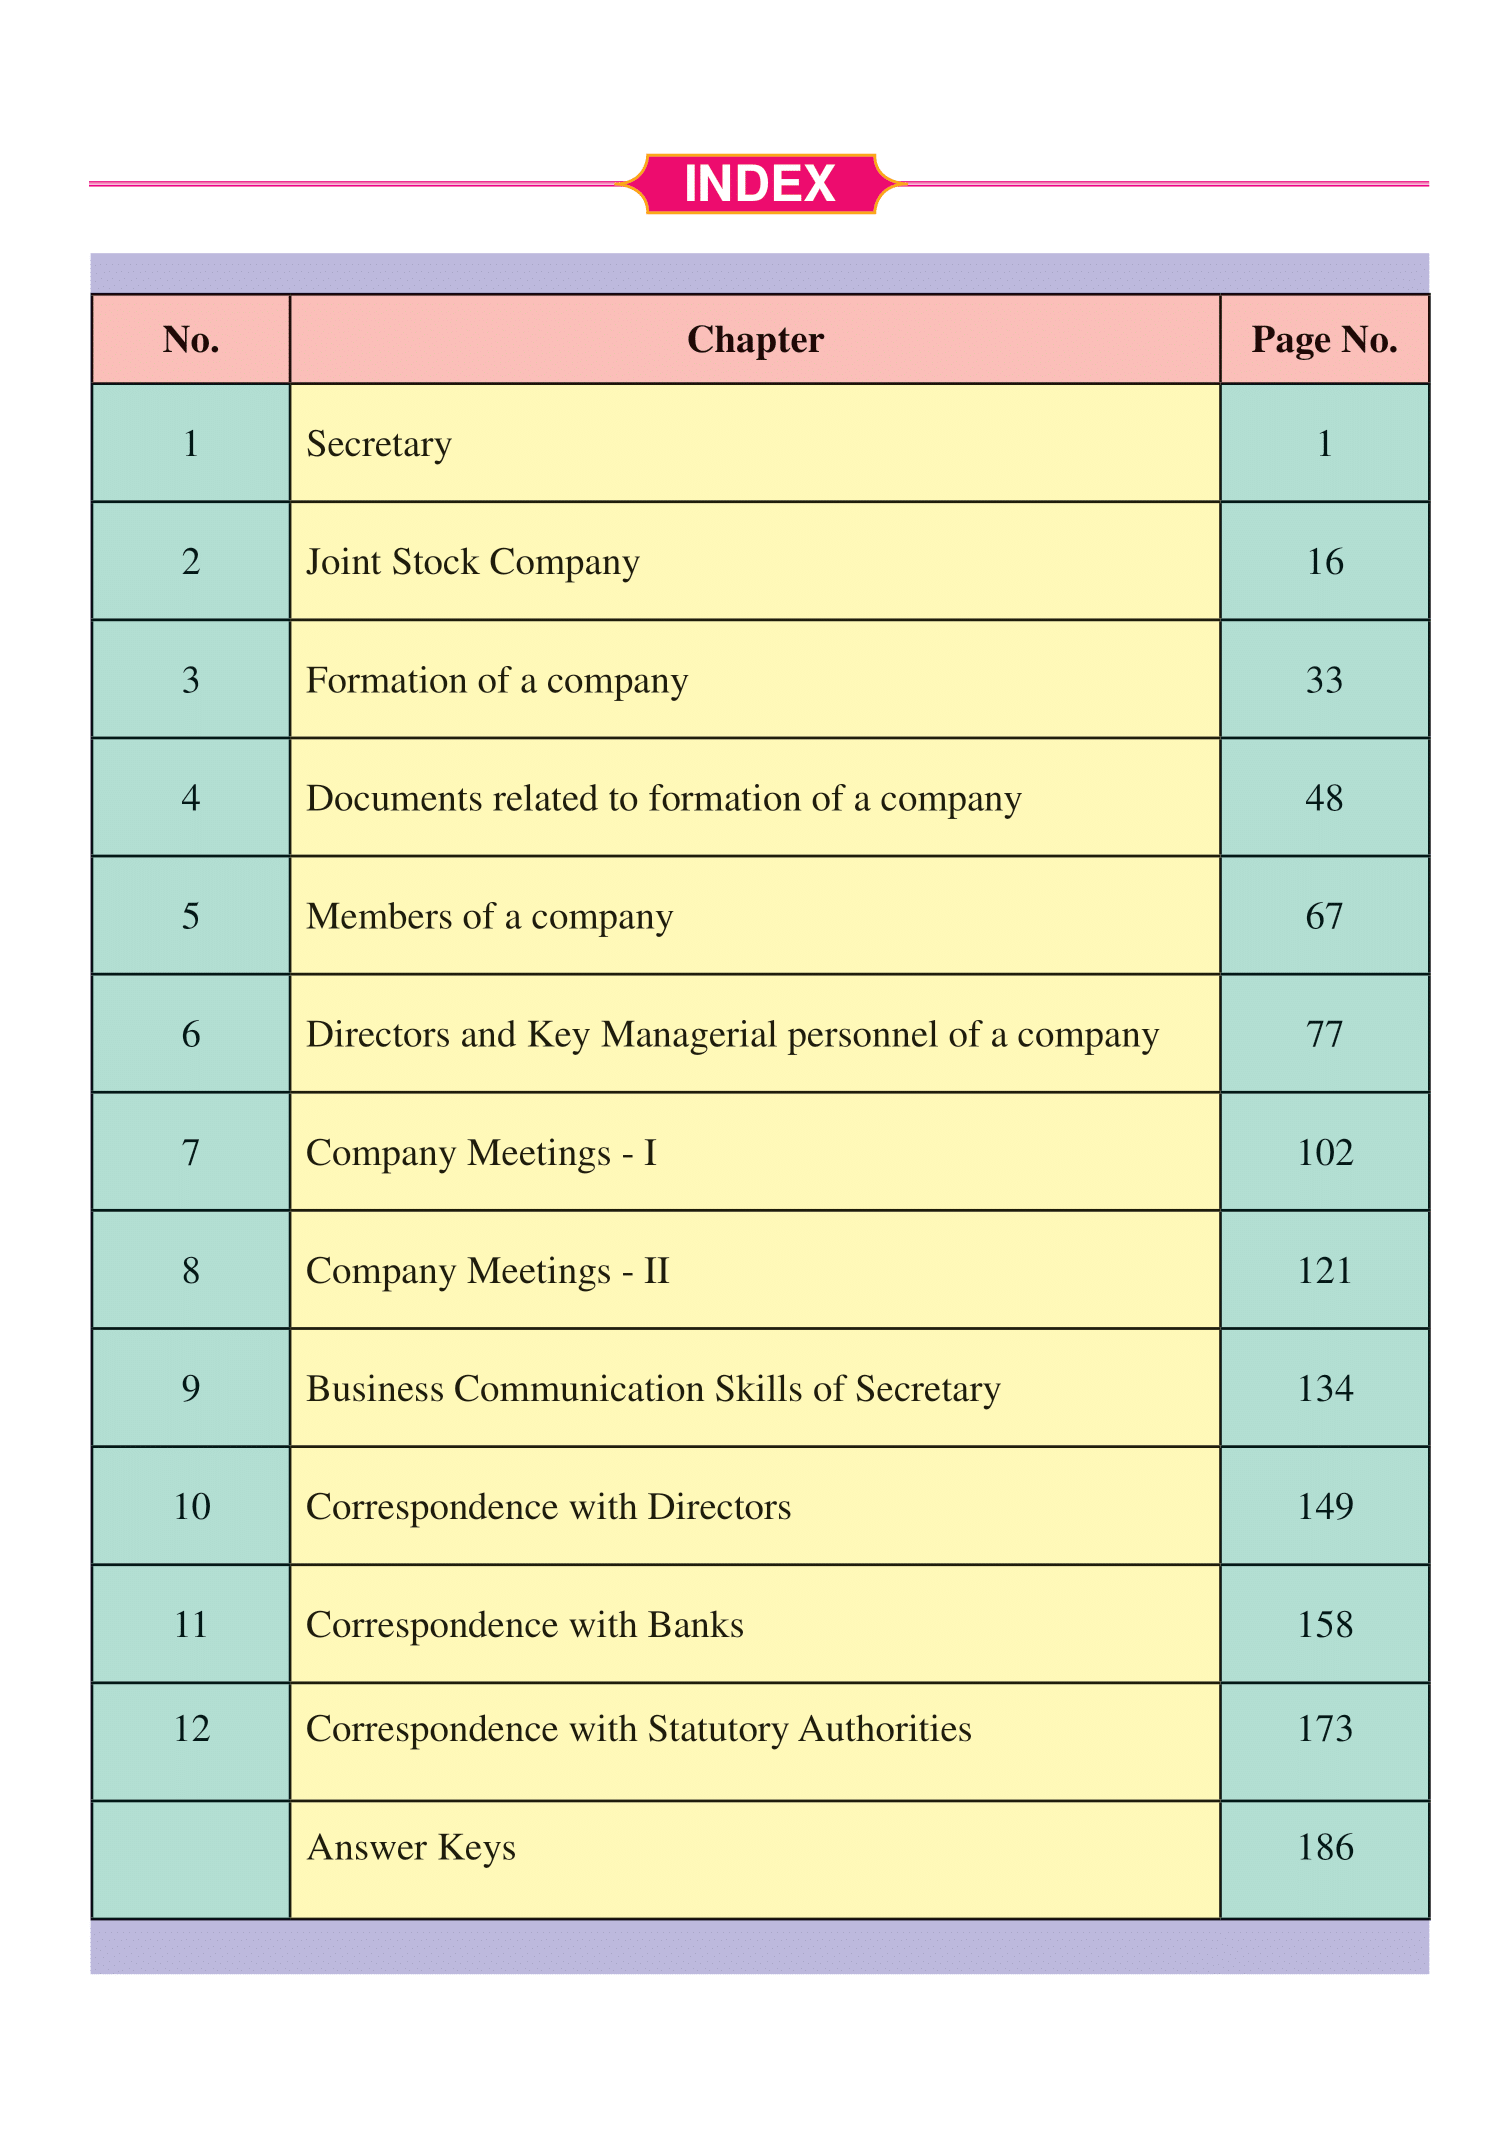 INDEX
No. Chapter Page No.
1 Secretary 1
2 Joint Stock Company 16
3 Formation of a company 33
4 Documents related to formation of a company 48
5 Members of a company 67
6 Directors and Key Managerial personnel of a company 77
7 Company Meetings - I 102
8 Company Meetings - II 121
9 Business Communication Skills of Secretary 134
10 Correspondence with Directors 149
11 Correspondence with Banks 158
12 Correspondence with Statutory Authorities 173
Answer Keys 186